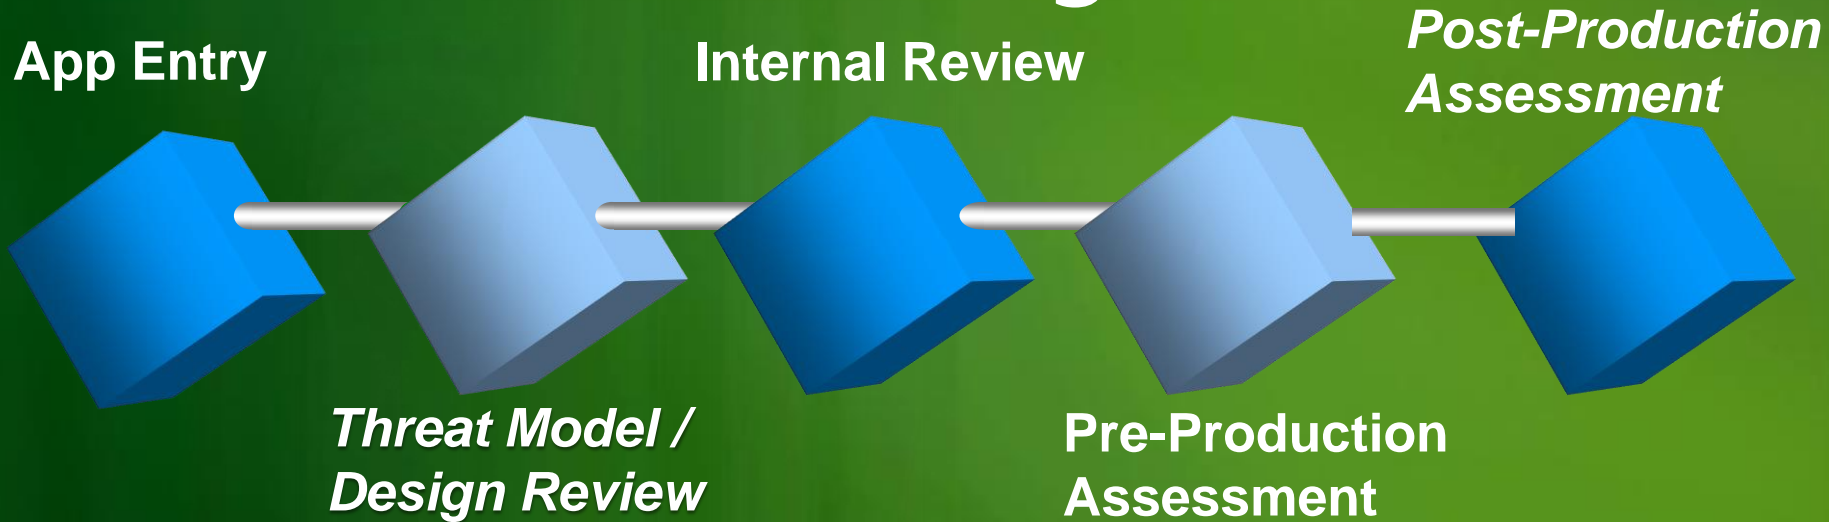 App Entry
Threat Model /
Design Review
Internal Review
Pre-Production
Assessment
Post-Production
Assessment